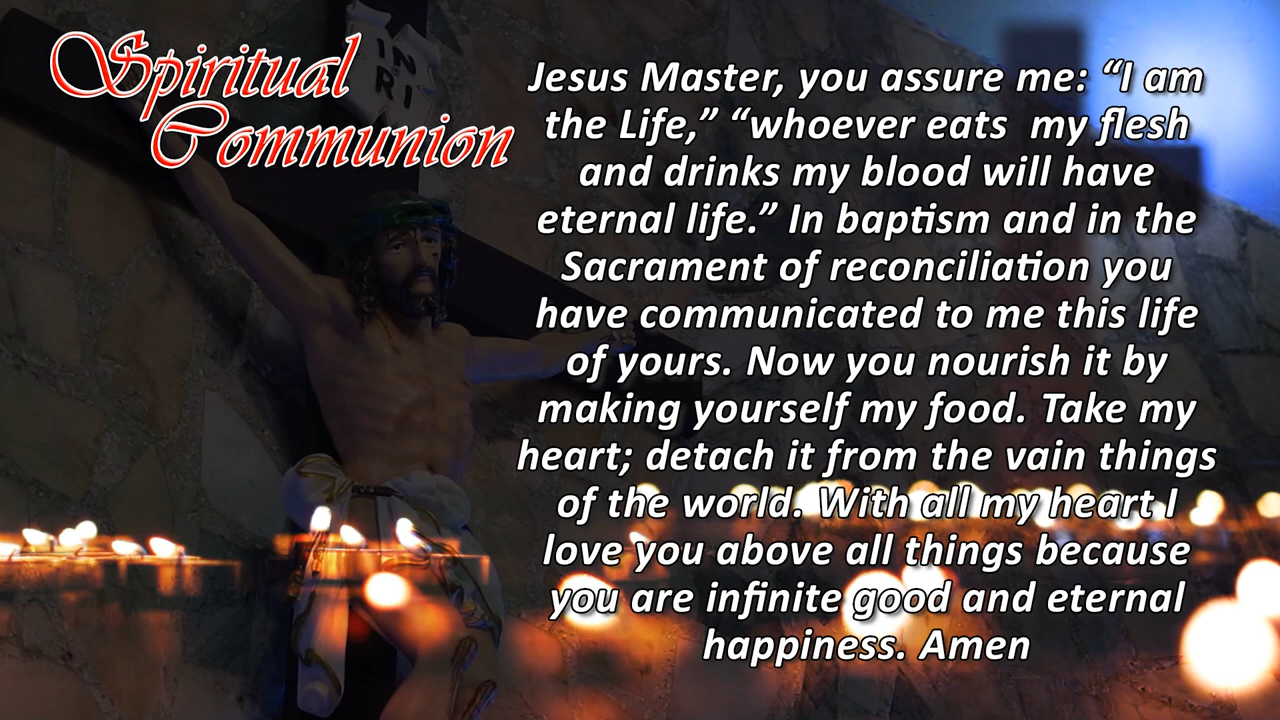 Spiritual
Communion
IN
RI
Jesus Master, you assure me: “I am
the Life,” “whoever eats  my flesh
and drinks my blood will have
eternal life.” In baptism and in the
Sacrament of reconciliation you
have communicated to me this life
of yours. Now you nourish it by
making yourself my food. Take my
heart; detach it from the vain things
of the world. With all my heart I
love you above all things because
you are infinite good and eternal
happiness. Amen